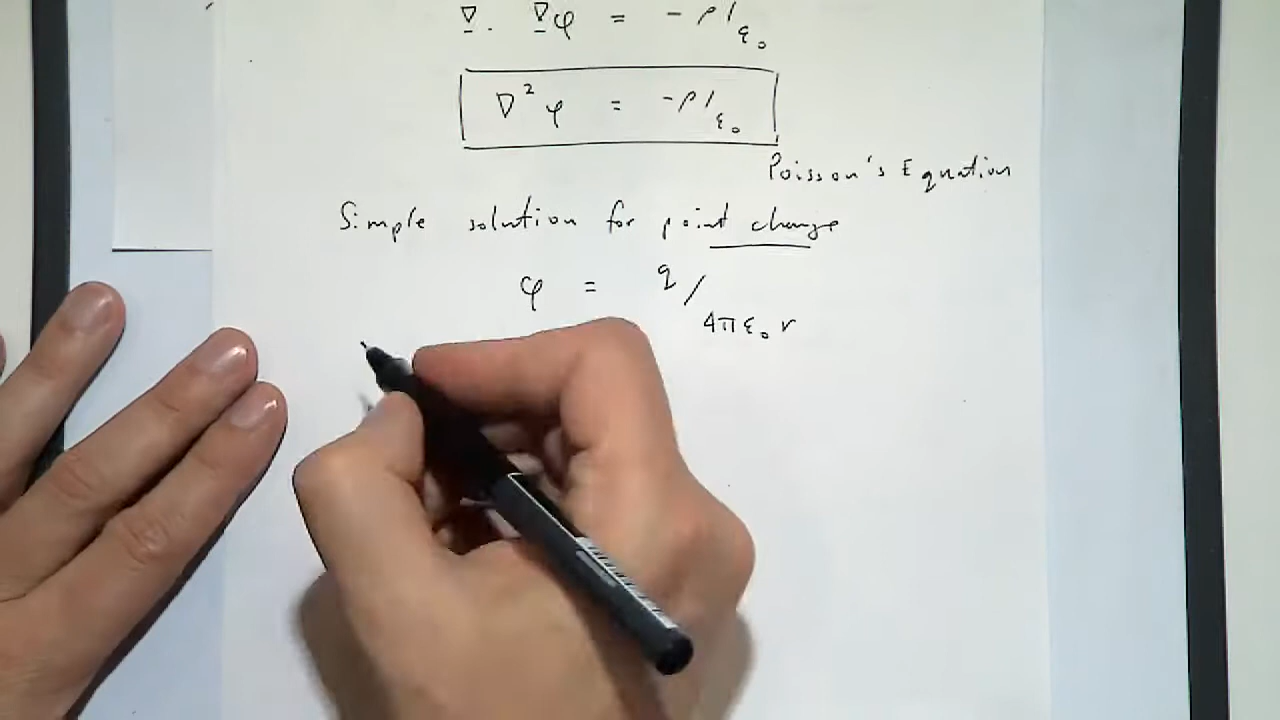 ∇ . ∇φ = - ρ/ε₀
∇²φ = -ρ/ε₀
Poisson's Equation
Simple solution for point charge
φ = q/4πε₀r